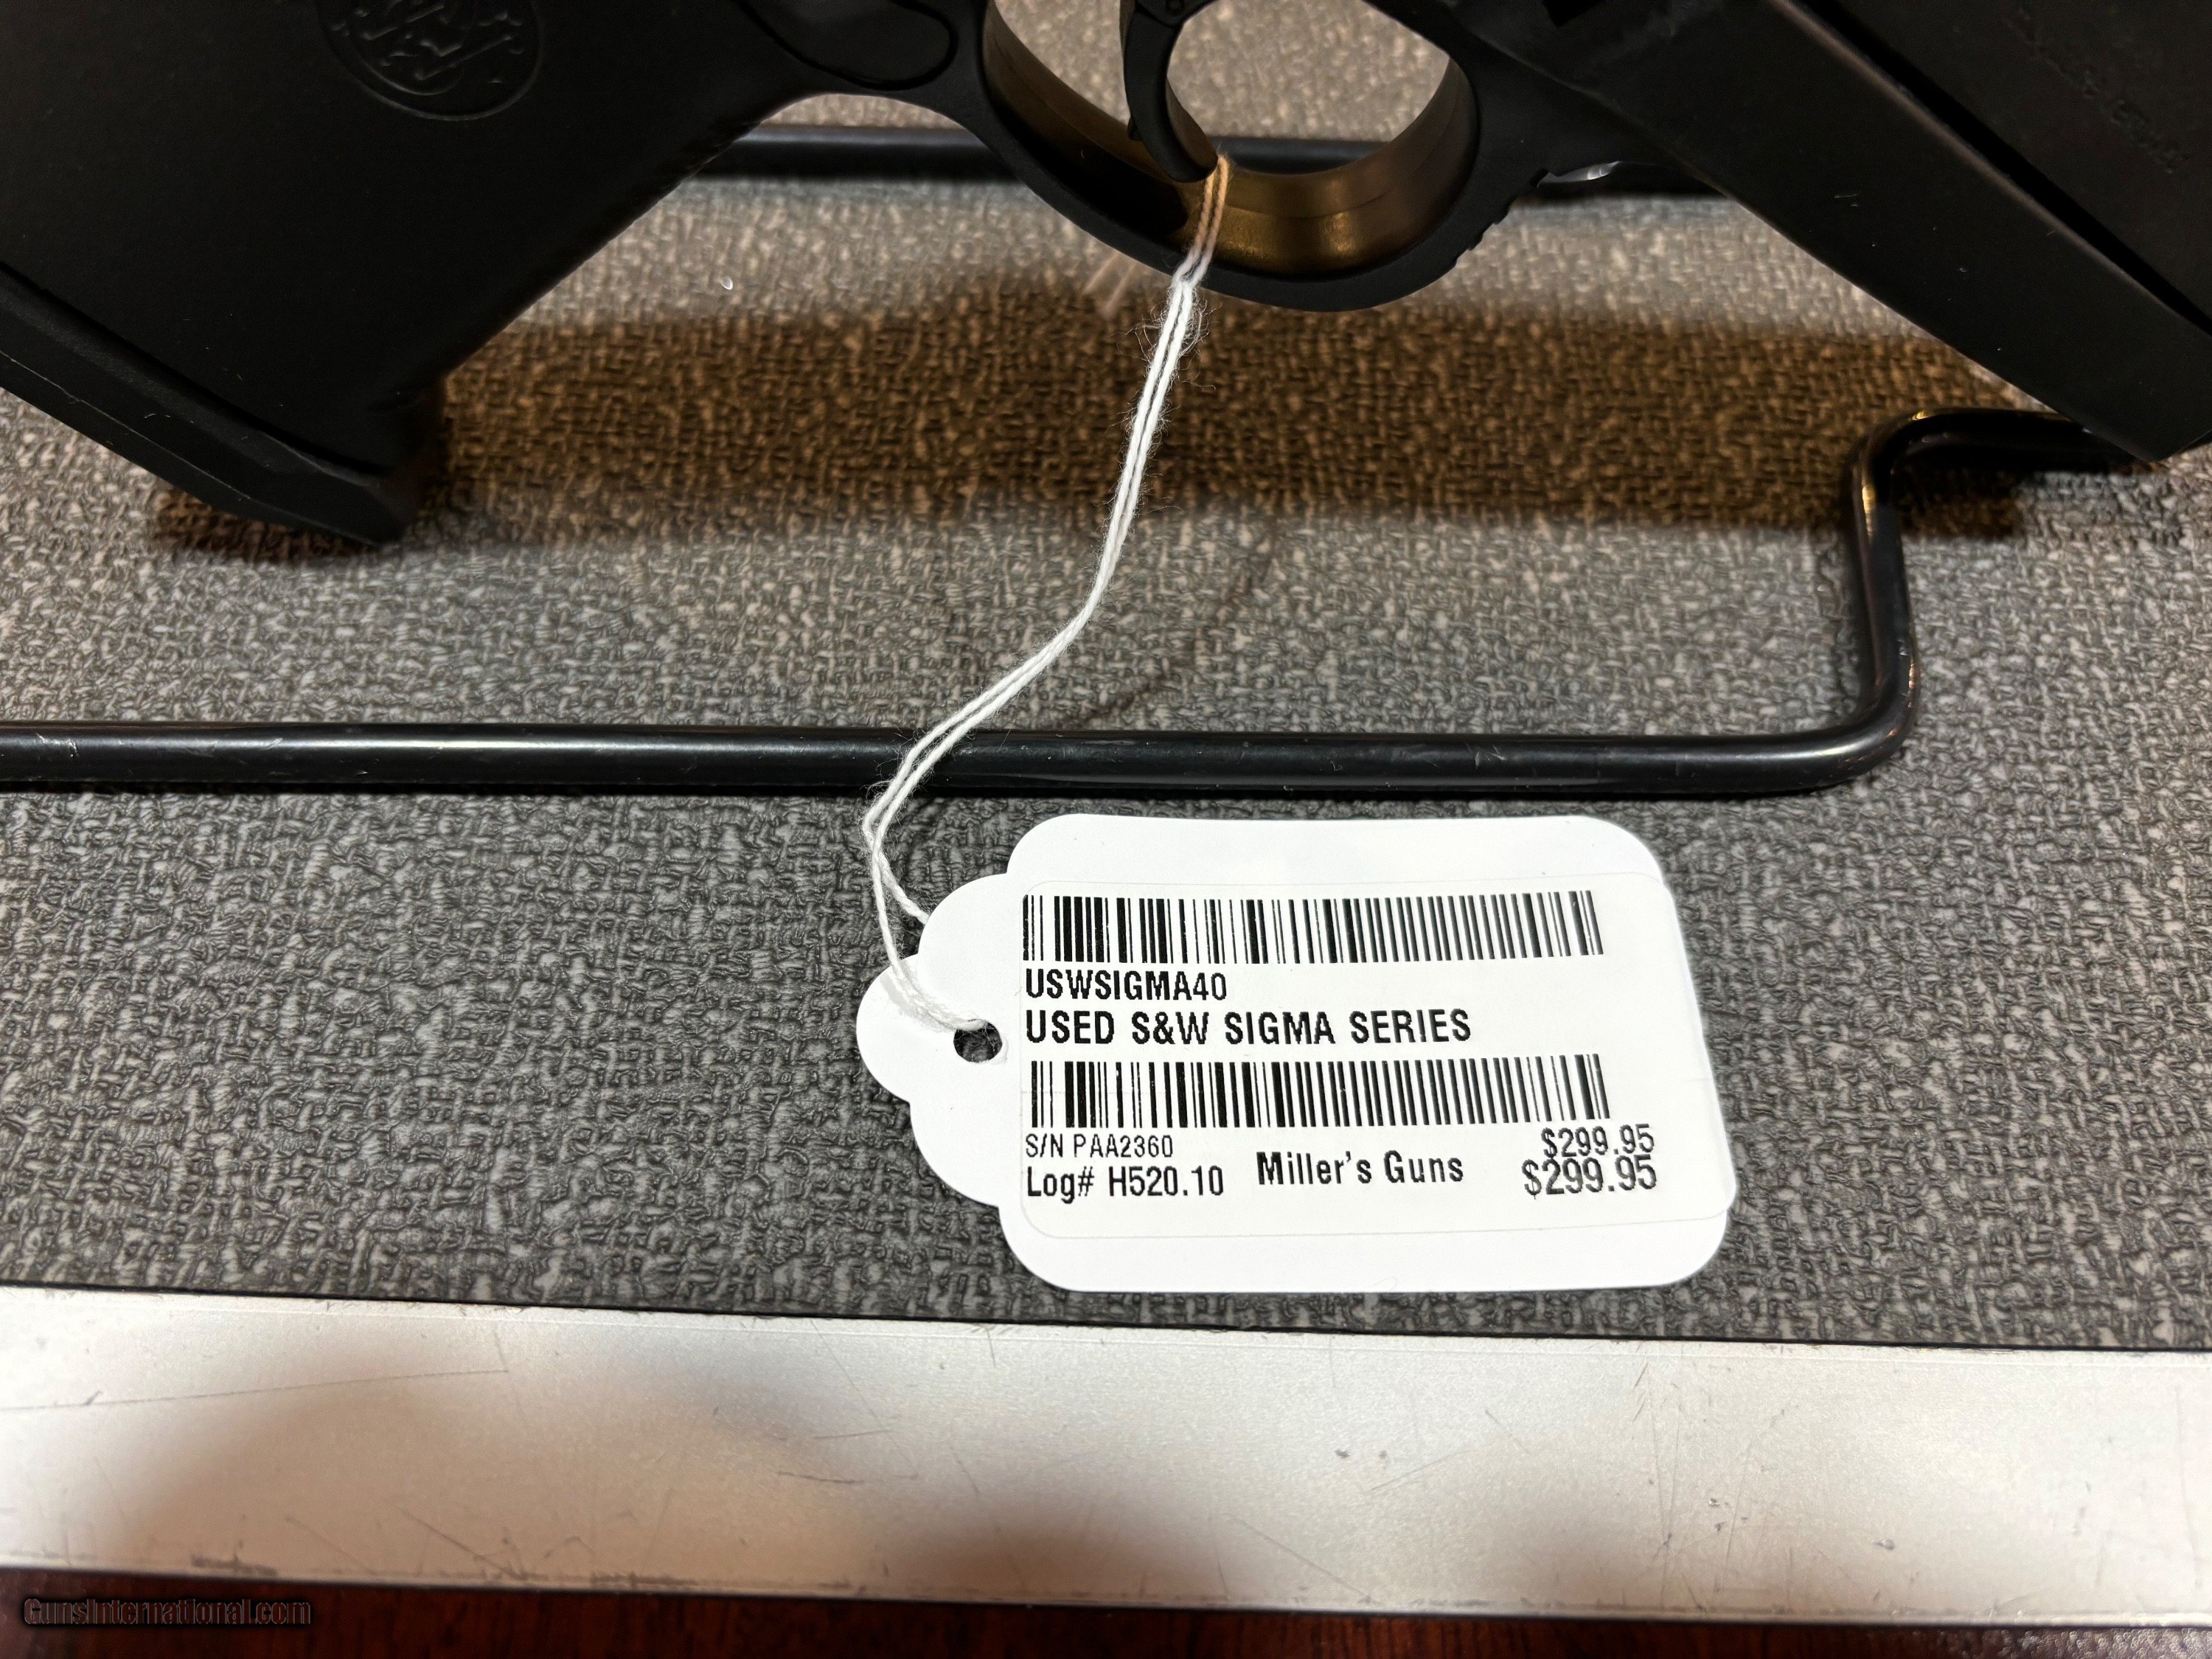 USWSIGMA40
USED S&W SIGMA SERIES
S/N PAA2360
$299.95
Log# H520.10
Miller's Guns
$299.95
GunsInternational.com